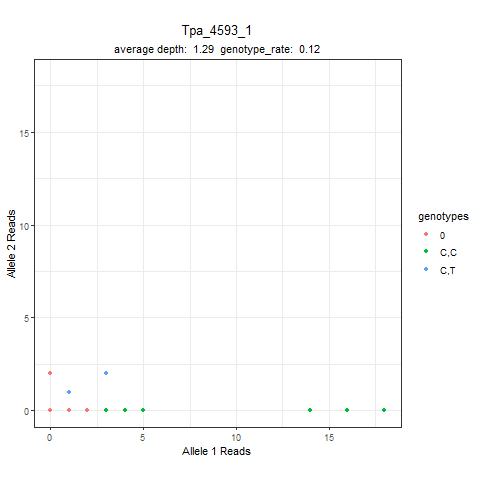 Tpa_4593_1
average depth:  1.29  genotype_rate:  0.12
15
10
5
0
Allele 2 Reads
0
5
10
15
Allele 1 Reads
genotypes
0
C,C
C,T